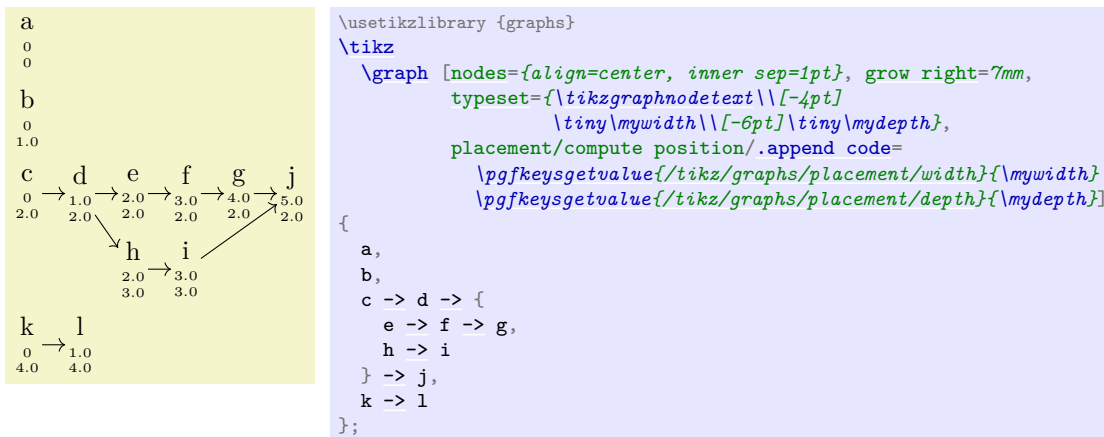 a
0
0
b
0
1.0
c d e f g j
0 1.0 2.0 3.0 4.0 5.0
2.0 2.0 2.0 2.0 2.0 2.0
h i
2.0 3.0
3.0 3.0
k l
0 1.0
4.0 4.0
\usetikzlibrary {graphs}
\tikz
\graph [nodes={align=center, inner sep=1pt}, grow right=7mm,
typeset={\tikzgraphnodetext\\[-4pt]
\tiny\mywidth\\[-6pt]\tiny\mydepth},
placement/compute position/.append code=
\pgfkeysgetvalue{/tikz/graphs/placement/width}{\mywidth}
\pgfkeysgetvalue{/tikz/graphs/placement/depth}{\mydepth}]
{
a,
b,
c -> d -> {
e -> f -> g,
h -> i
} -> j,
k -> l
};